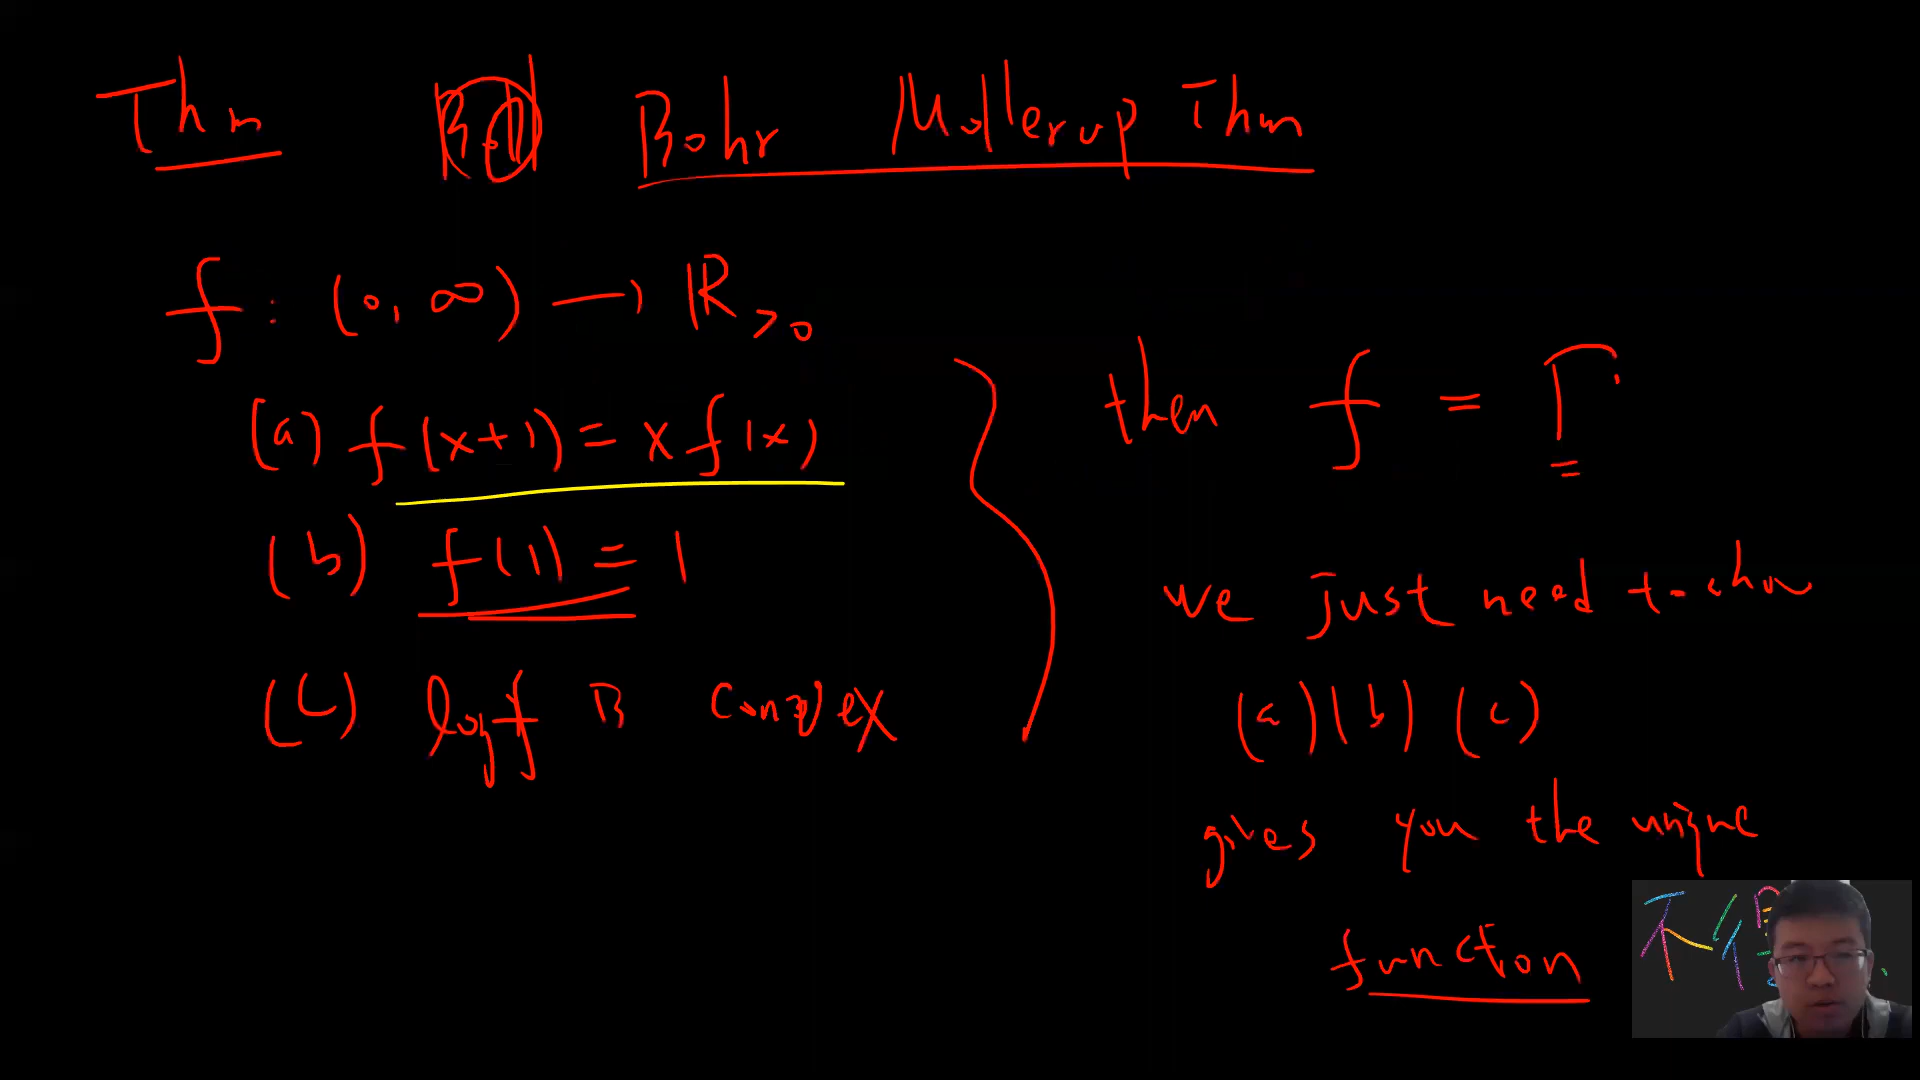 Thm Bohr Mollerup Thm
f: (0, ∞) → ℝ>0
(a) f(x+1) = x f(x)
(b) f(1) = 1
(c) log f is convex
then f = Γ
we just need to show
(a) (b) (c)
gives you the unique
function
不